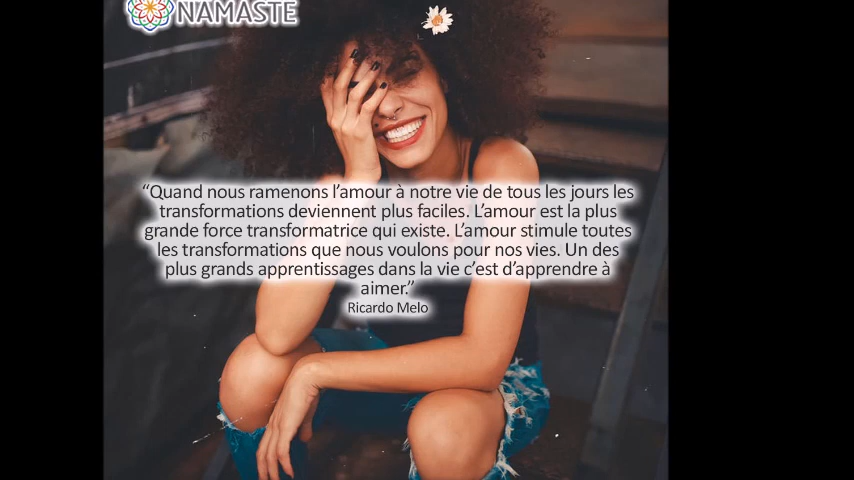 NAMASTE
“Quand nous ramenons l’amour à notre vie de tous les jours les
transformations deviennent plus faciles. L’amour est la plus
grande force transformatrice qui existe. L’amour stimule toutes
les transformations que nous voulons pour nos vies. Un des
plus grands apprentissages dans la vie c’est d’apprendre à
aimer.”
Ricardo Melo